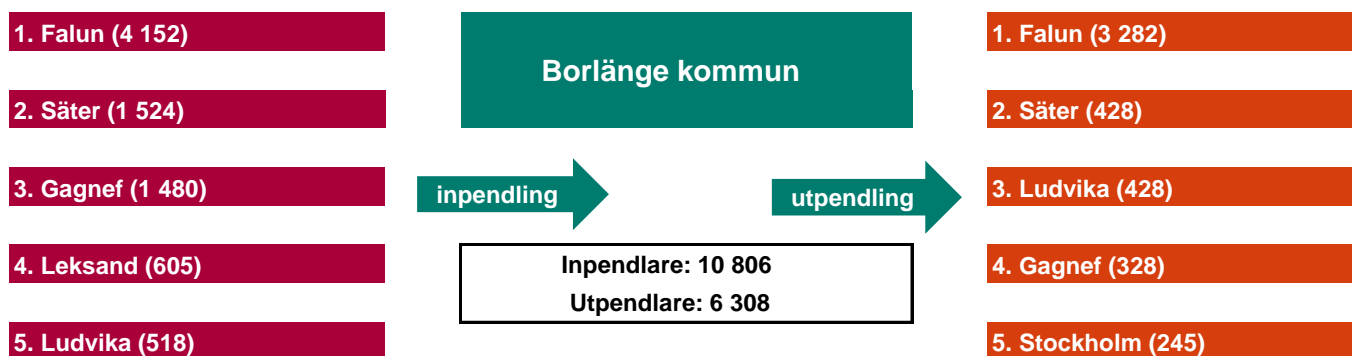 1. Falun (4 152)
2. Säter (1 524)
3. Gagnef (1 480)
4. Leksand (605)
5. Ludvika (518)
Borlänge kommun
inpendling
utpendling
Inpendlare: 10 806
Utpendlare: 6 308
1. Falun (3 282)
2. Säter (428)
3. Ludvika (428)
4. Gagnef (328)
5. Stockholm (245)